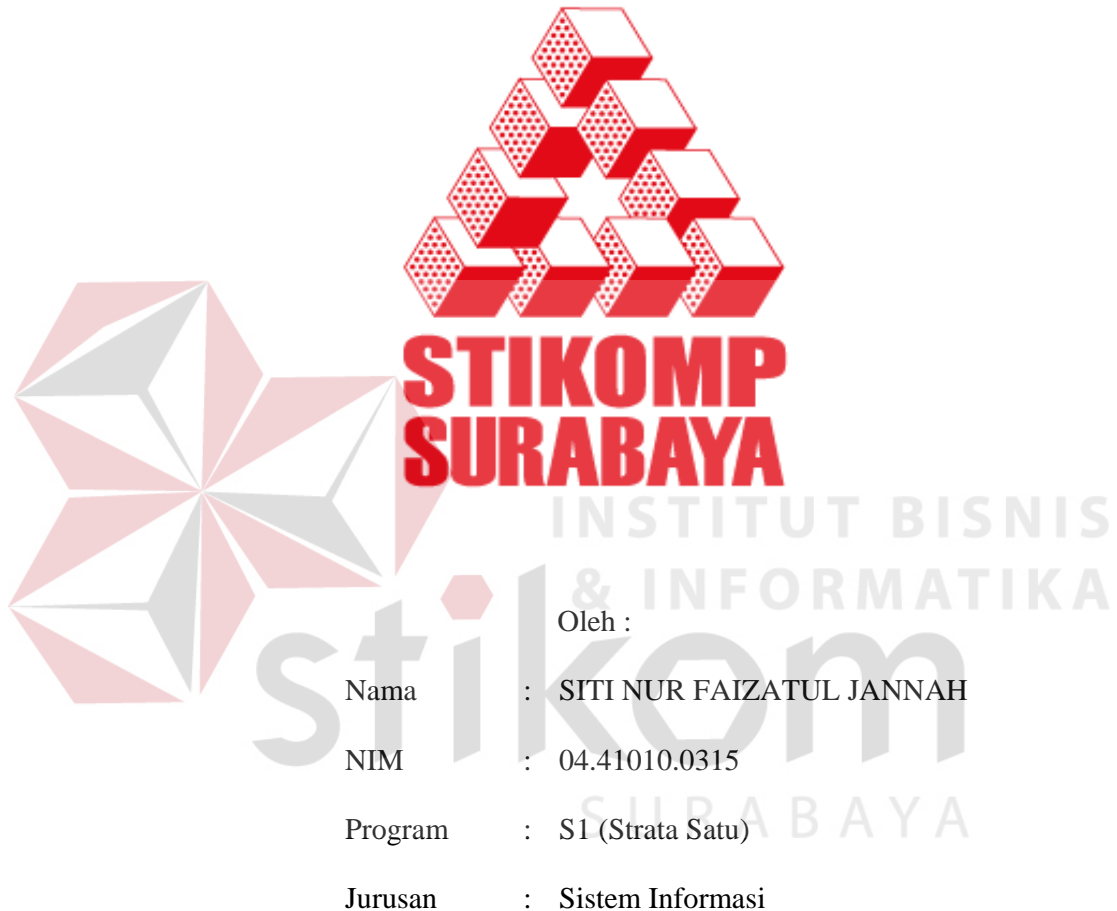 STIKOMP
SURABAYA
INSTITUT BISNIS
& INFORMATIKA
stikom
SURABAYA
Oleh :
Nama : SITI NUR FAIZATUL JANNAH
NIM : 04.41010.0315
Program : S1 (Strata Satu)
Jurusan : Sistem Informasi